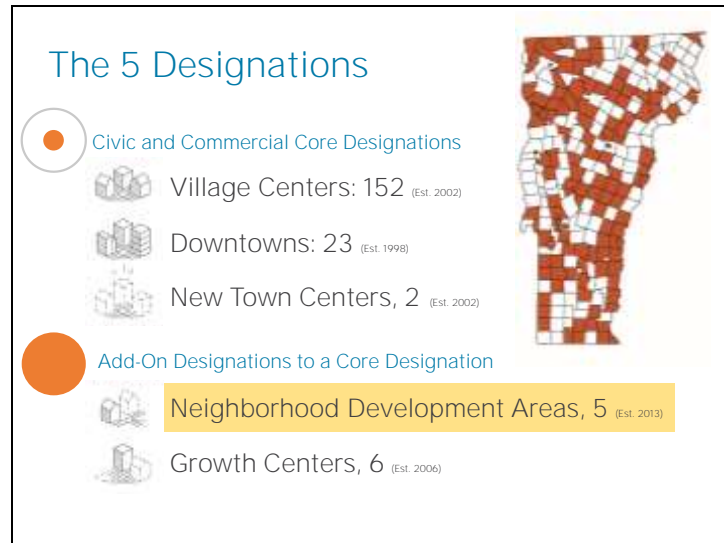 The 5 Designations
Civic and Commercial Core Designations
Village Centers: 152 (Est. 2002)
Downtowns: 23 (Est. 1998)
New Town Centers, 2 (Est. 2002)
Add-On Designations to a Core Designation
Neighborhood Development Areas, 5 (Est. 2013)
Growth Centers, 6 (Est. 2006)